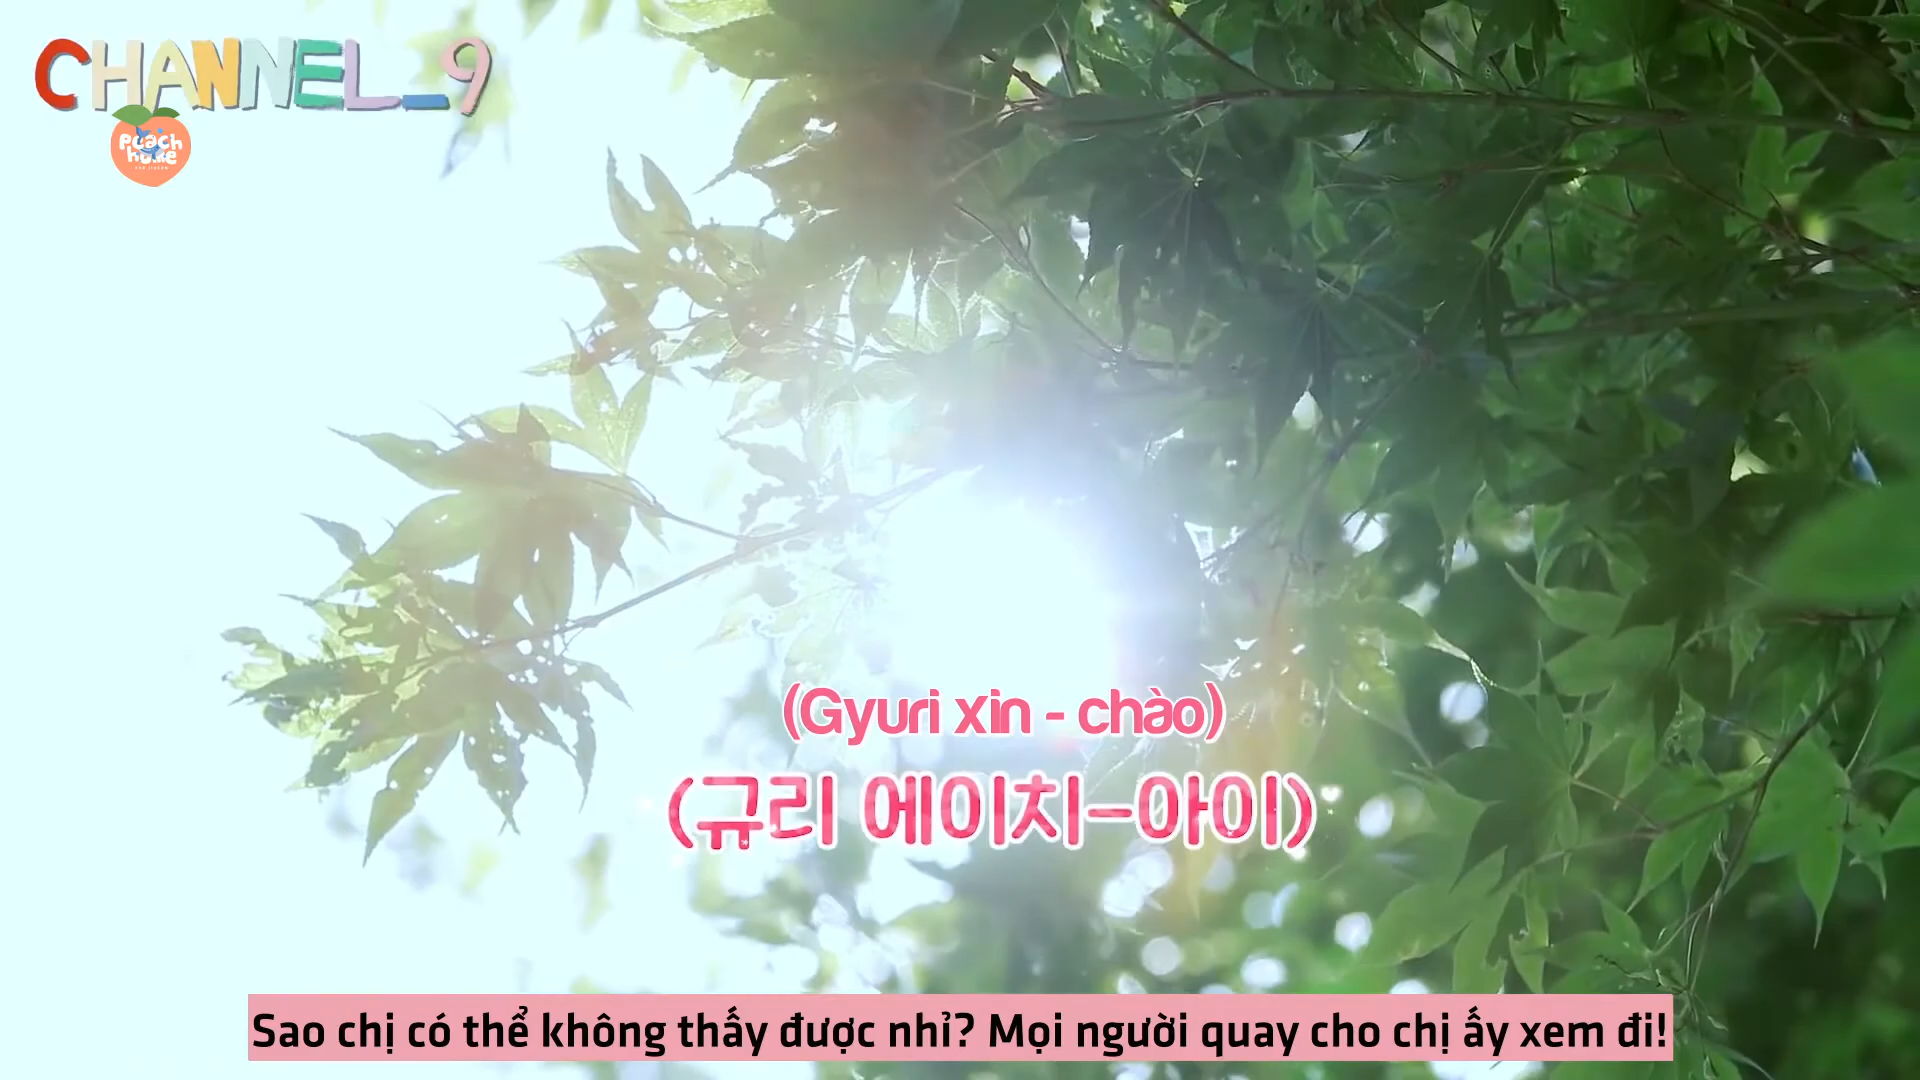 CHANNEL_9
peach
(Gyuri xin - chào)
(규리 에이치-아이)
Sao chị có thể không thấy được nhỉ? Mọi người quay cho chị ấy xem đi!